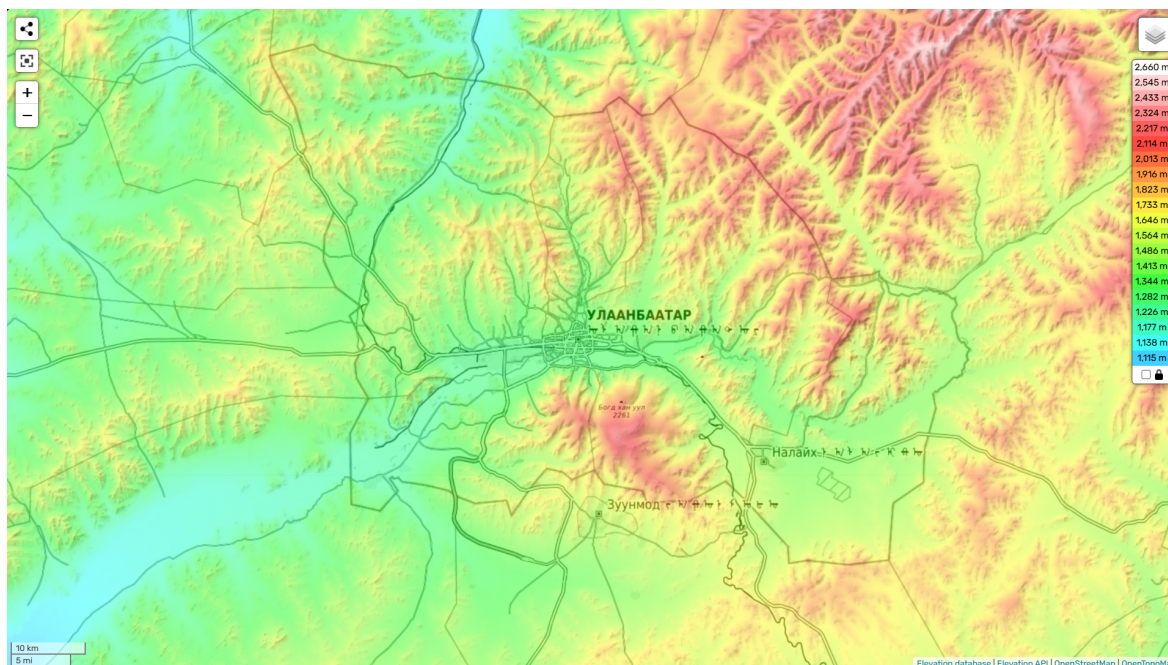 +
−
2,660 m
2,545 m
2,433 m
2,324 m
2,217 m
2,114 m
2,013 m
1,916 m
1,823 m
1,733 m
1,646 m
1,564 m
1,486 m
1,413 m
1,344 m
1,282 m
1,226 m
1,177 m
1,138 m
1,115 m
УЛААНБААТАР
Богд хан уул
2261
Налайх
Зуунмод
10 km
5 mi
Elevation database | Elevation API | OpenStreetMap | OpenTopoM